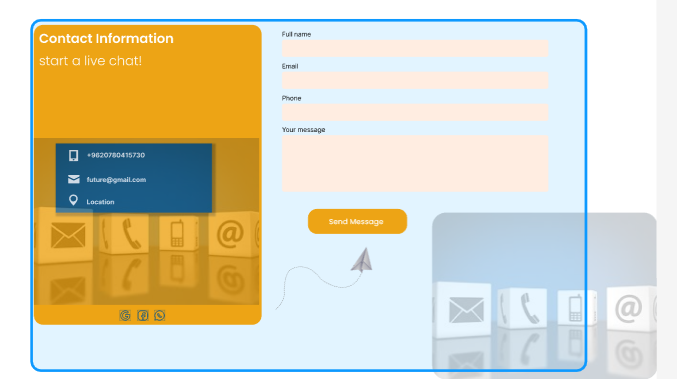 Contact Information
start a live chat!
+9620780415730
future@gmail.com
Location
@
Full name
Email
Phone
Your message
Send Message
@